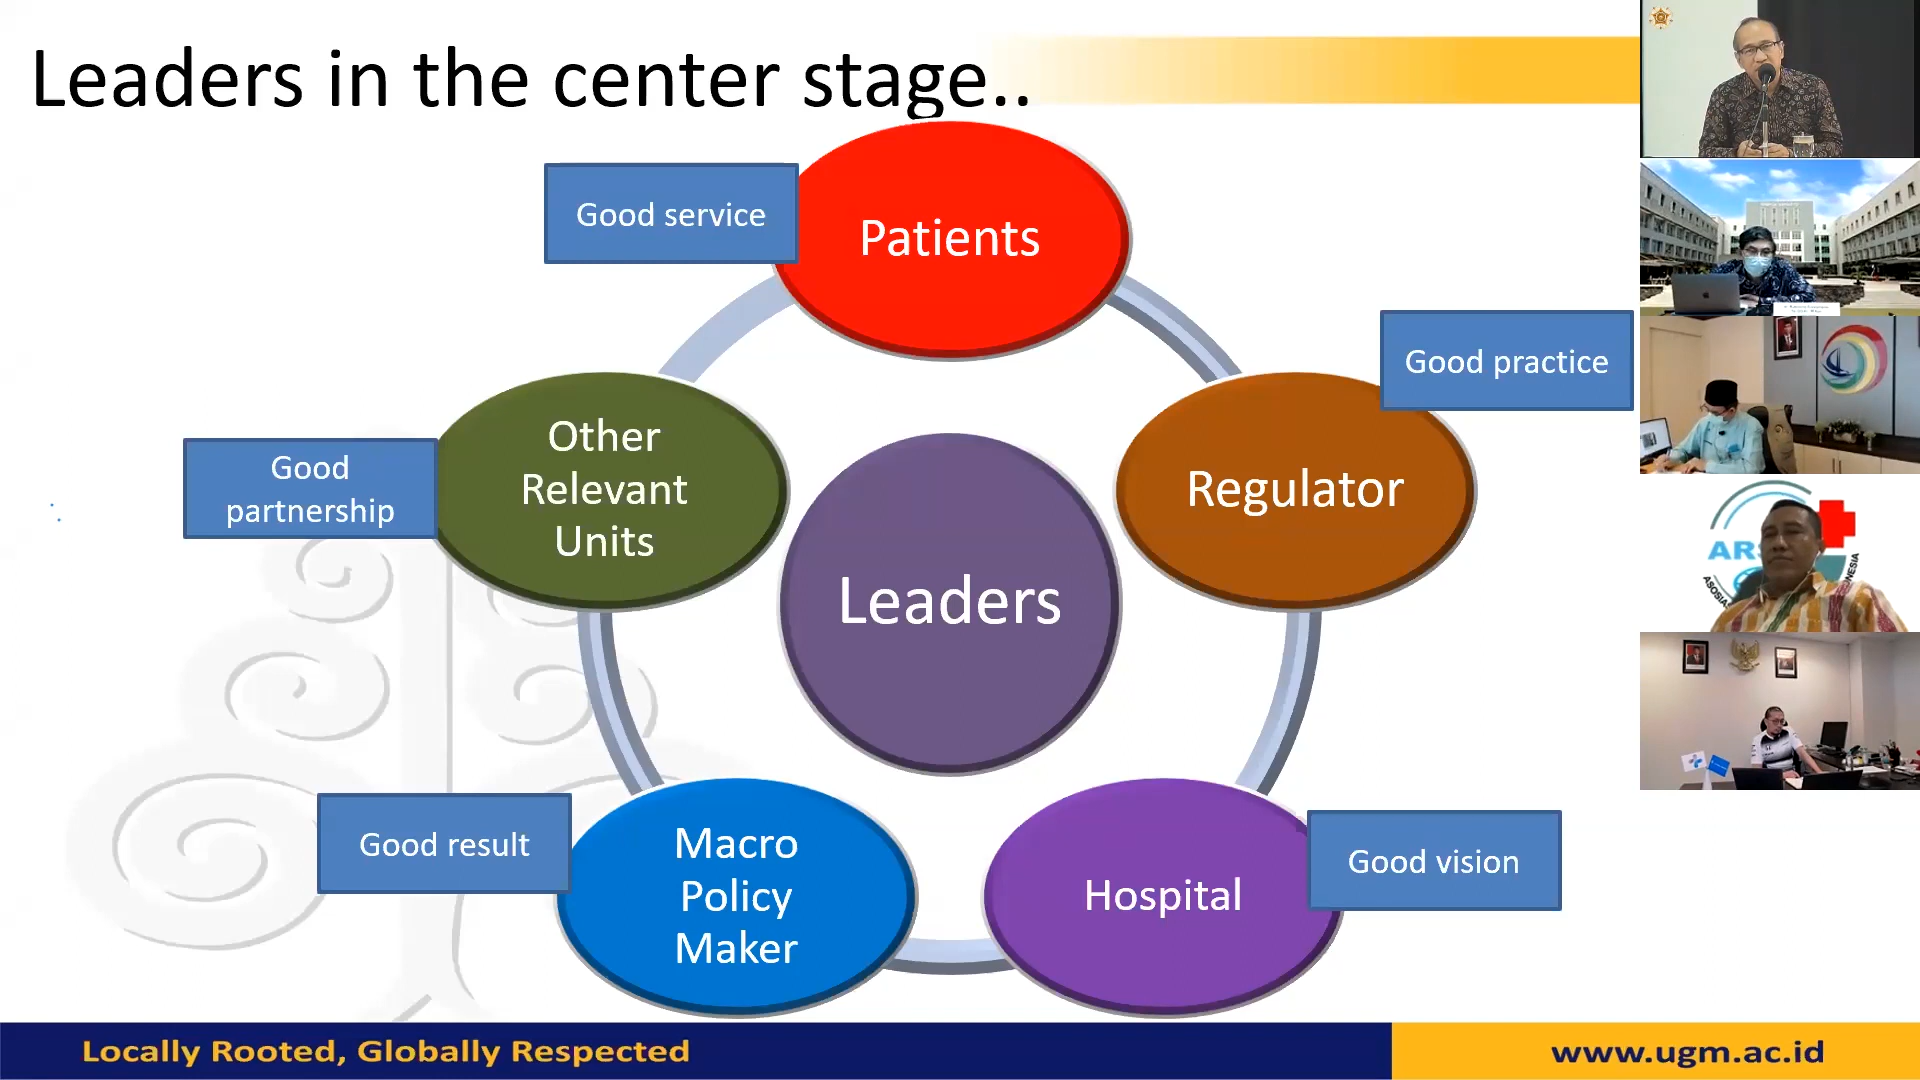 Leaders in the center stage..
Good service
Patients
Good practice
Other
Relevant
Units
Good
partnership
Regulator
Leaders
Good result
Macro
Policy
Maker
Hospital
Good vision
Locally Rooted, Globally Respected
www.ugm.ac.id